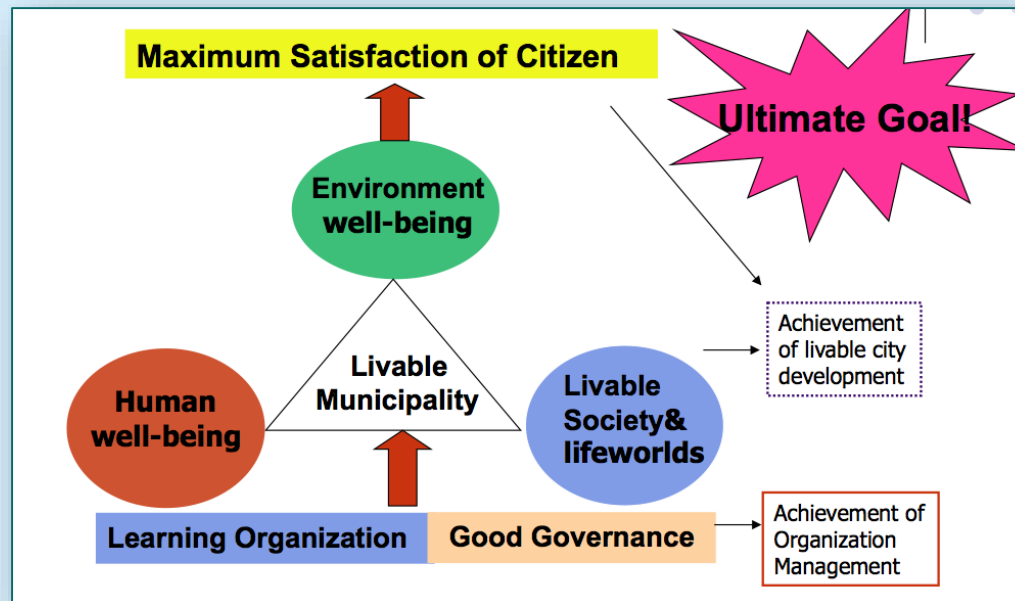 Maximum Satisfaction of Citizen
Ultimate Goal!
Environment
well-being
Livable
Municipality
Human
well-being
Livable
Society&
lifeworlds
Achievement
of livable city
development
Learning Organization
Good Governance
Achievement of
Organization
Management